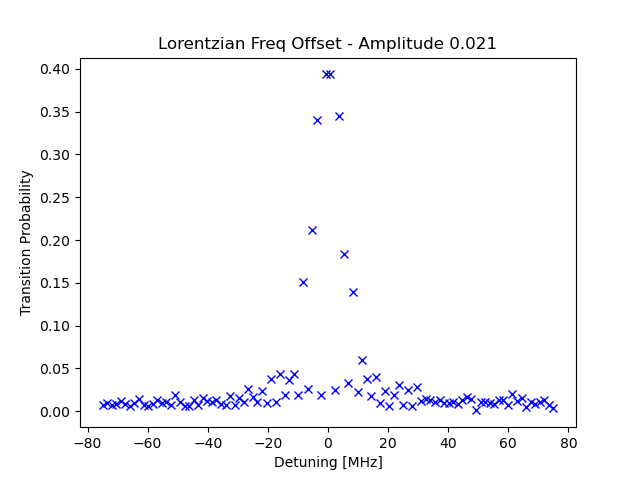 Lorentzian Freq Offset - Amplitude 0.021
Transition Probability
0.40
0.35
0.30
0.25
0.20
0.15
0.10
0.05
0.00
−80 −60 −40 −20 0 20 40 60 80
Detuning [MHz]